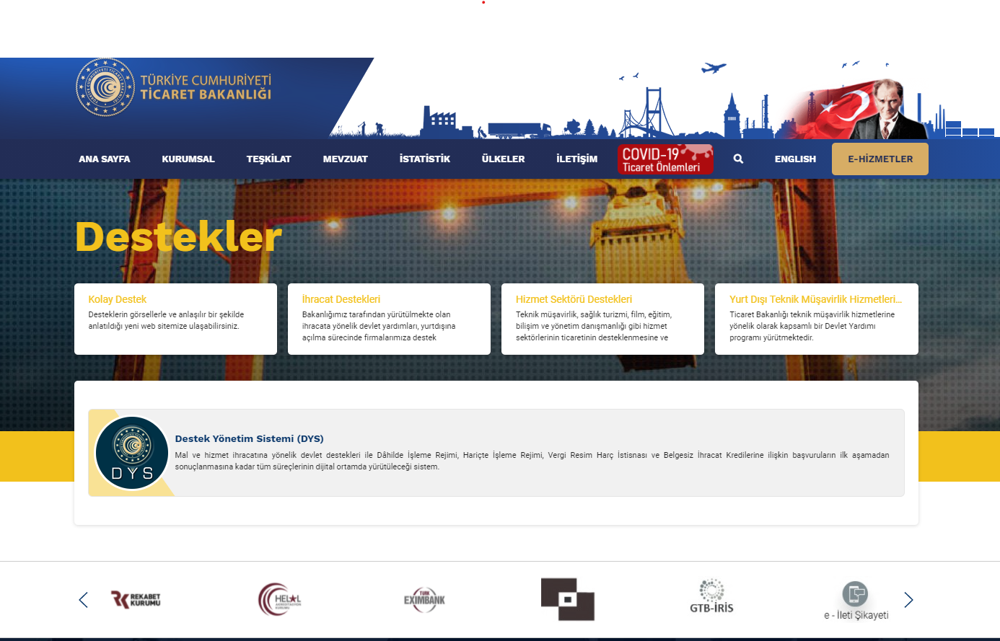 TÜRKİYE CUMHURİYETİ
TİCARET BAKANLIĞI
ANA SAYFA
KURUMSAL
TEŞKİLAT
MEVZUAT
İSTATİSTİK
ÜLKELER
İLETİŞİM
COVID-19
Ticaret Önlemleri
ENGLISH
E-HİZMETLER
Destekler
Kolay Destek
Desteklerin görsellerle ve anlaşılır bir şekilde
anlatıldığı yeni web sitemize ulaşabilirsiniz.
İhracat Destekleri
Bakanlığımız tarafından yürütülmekte olan
ihracata yönelik devlet yardımları, yurtdışına
açılma sürecinde firmalarımıza destek
Hizmet Sektörü Destekleri
Teknik müşavirlik, sağlık turizmi, film, eğitim,
bilişim ve yönetim danışmanlığı gibi hizmet
sektörlerinin ticaretinin desteklenmesine ve
Yurt Dışı Teknik Müşavirlik Hizmetleri...
Ticaret Bakanlığı teknik müşavirlik hizmetlerine
yönelik olarak kapsamlı bir Devlet Yardımı
programı yürütmektedir.
DYS
Destek Yönetim Sistemi (DYS)
Mal ve hizmet ihracatına yönelik devlet destekleri ile Dâhilde İşleme Rejimi, Hariçte İşleme Rejimi, Vergi Resim Harç İstisnası ve Belgesiz İhracat Kredilerine ilişkin başvuruların ilk aşamadan
sonuçlanmasına kadar tüm süreçlerinin dijital ortamda yürütüleceği sistem.
REKABET
KURUMU
HELAL
AKREDİTASYON
KURUMU
TÜRK
EXIMBANK
GTB-İRİS
e - İleti Şikayeti